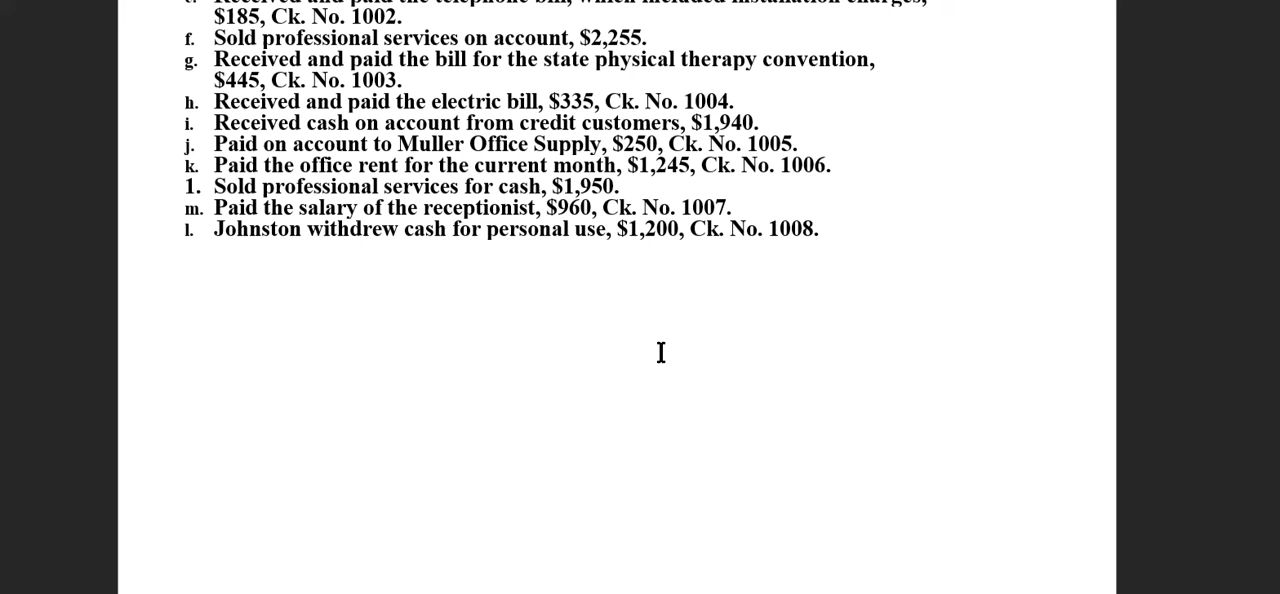 $185, Ck. No. 1002.
f. Sold professional services on account, $2,255.
g. Received and paid the bill for the state physical therapy convention,
$445, Ck. No. 1003.
h. Received and paid the electric bill, $335, Ck. No. 1004.
i. Received cash on account from credit customers, $1,940.
j. Paid on account to Muller Office Supply, $250, Ck. No. 1005.
k. Paid the office rent for the current month, $1,245, Ck. No. 1006.
1. Sold professional services for cash, $1,950.
m. Paid the salary of the receptionist, $960, Ck. No. 1007.
l. Johnston withdrew cash for personal use, $1,200, Ck. No. 1008.